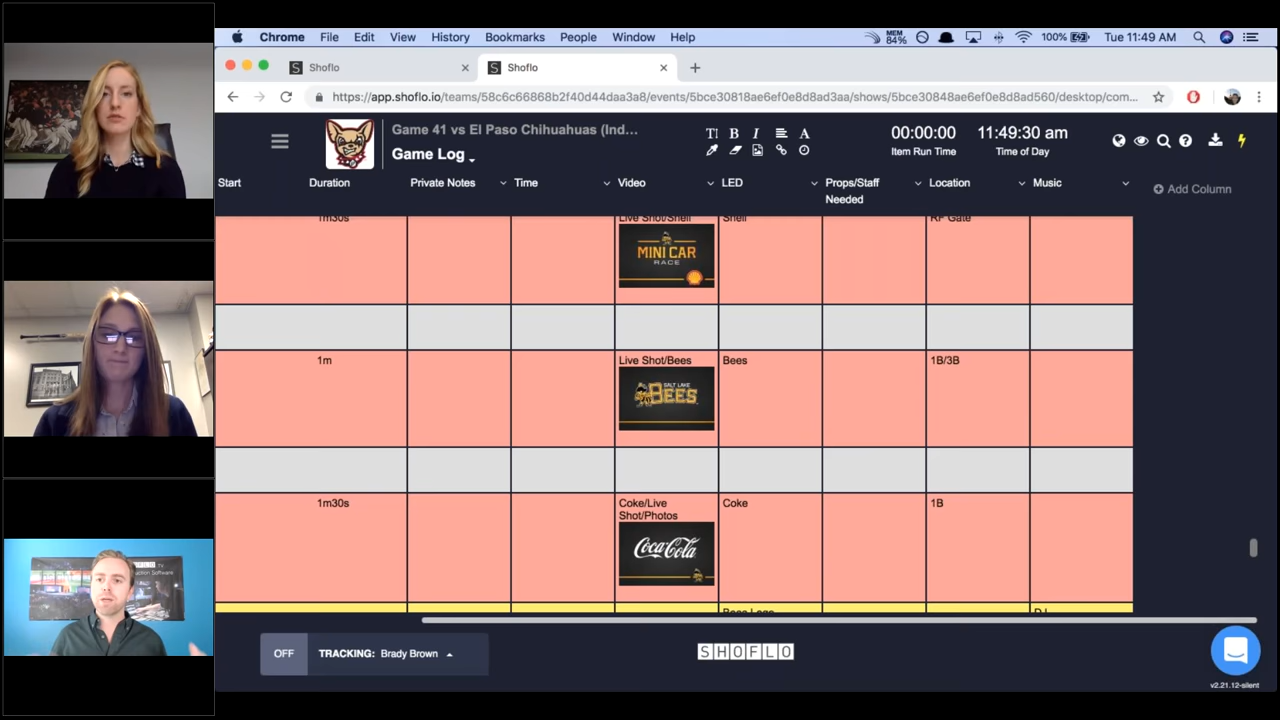 Chrome File Edit View History Bookmarks People Window Help MEM 84% 100% Tue 11:49 AM
Shoflo Shoflo
https://app.shoflo.io/teams/58c6c66868b2f40d44daa3a8/events/5bce30818ae6ef0e8d8ad3aa/shows/5bce30848ae6ef0e8d8ad560/desktop/com...
Game 41 vs El Paso Chihuahuas (Ind...
Game Log
00:00:00 11:49:30 am
Item Run Time Time of Day
Start Duration Private Notes Time Video LED Props/Staff Needed Location Music Add Column
1m30s Live Shot/Shell Shell RF Gate
MINI CAR
RACE
1m Live Shot/Bees Bees 1B/3B
SALT LAKE
BEES
1m30s Coke/Live Shot/Photos Coke 1B
Coca-Cola
Bees Logo DJ
OFF TRACKING: Brady Brown
SHOFLO
v2.21.12-silent